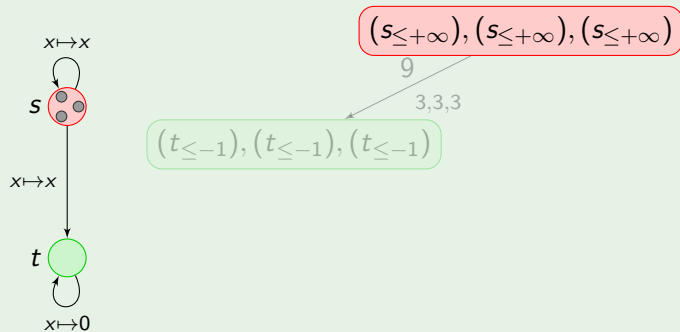 (s≤+∞), (s≤+∞), (s≤+∞)
x↦x
9
s
3,3,3
(t≤−1), (t≤−1), (t≤−1)
x↦x
t
x↦0